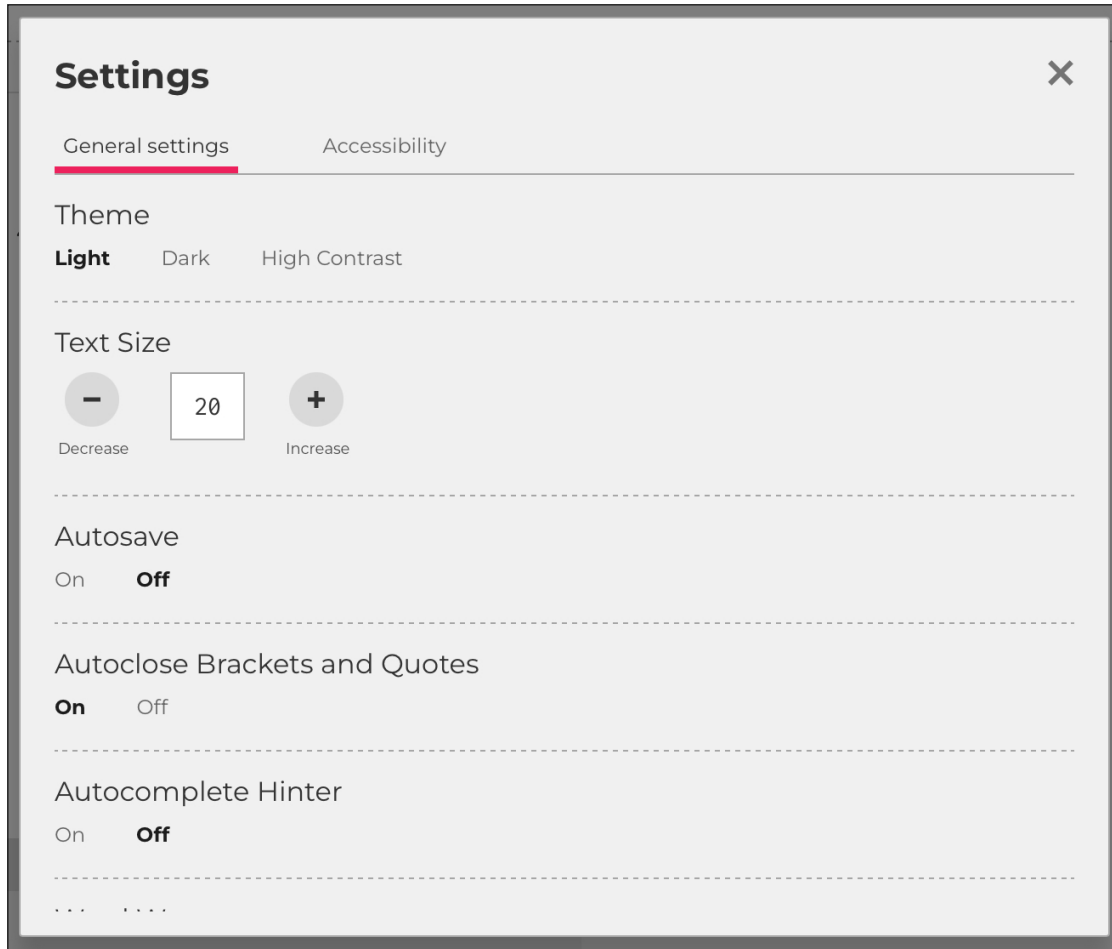 Settings
General settings Accessibility
Theme
Light Dark High Contrast
Text Size
20
Decrease Increase
Autosave
On Off
Autoclose Brackets and Quotes
On Off
Autocomplete Hinter
On Off